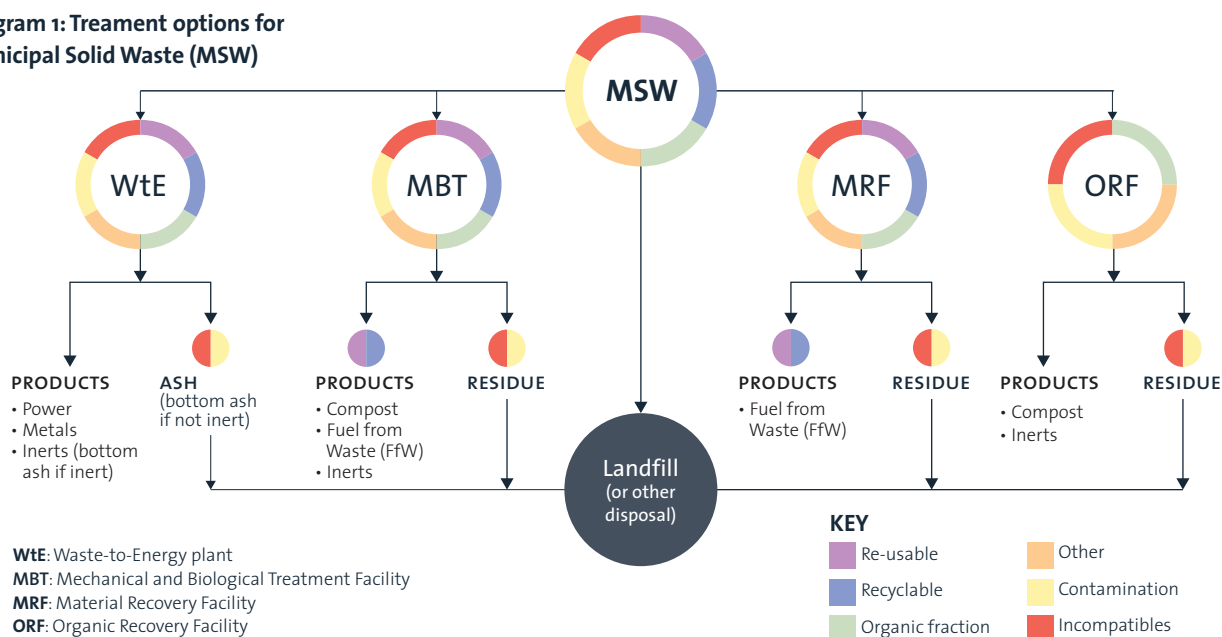 gram 1: Treament options for
nicipal Solid Waste (MSW)
MSW
WtE
MBT
MRF
ORF
PRODUCTS
• Power
• Metals
• Inerts (bottom
ash if inert)
ASH
(bottom ash
if not inert)
PRODUCTS
• Compost
• Fuel from
Waste (FfW)
• Inerts
RESIDUE
PRODUCTS
• Fuel from
Waste (FfW)
RESIDUE
PRODUCTS
• Compost
• Inerts
RESIDUE
Landfill
(or other
disposal)
WtE: Waste-to-Energy plant
MBT: Mechanical and Biological Treatment Facility
MRF: Material Recovery Facility
ORF: Organic Recovery Facility
KEY
Re-usable
Recyclable
Organic fraction
Other
Contamination
Incompatibles